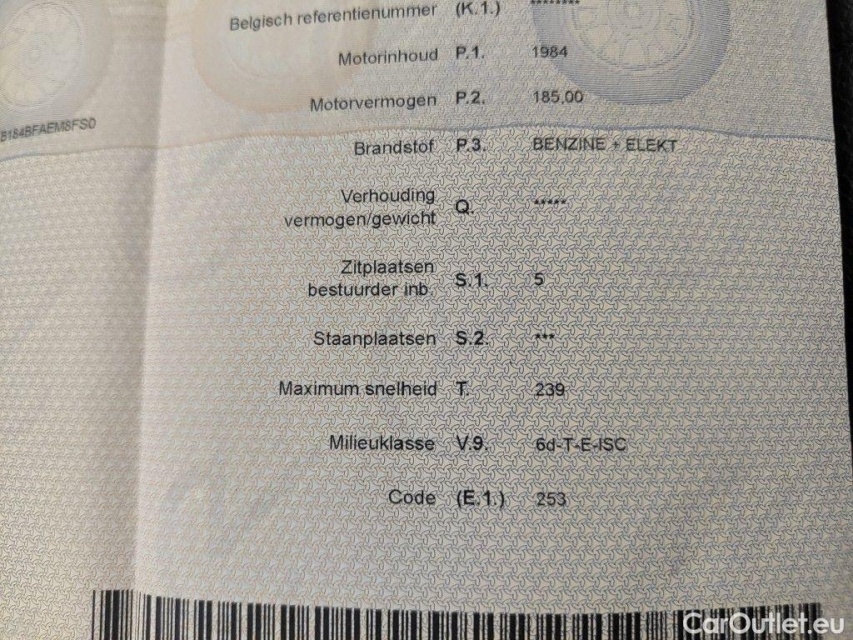 Belgisch referentienummer (K.1.) ********
Motorinhoud P.1. 1984
Motorvermogen P.2. 185,00
B184BFAEM8FS0
Brandstof P.3. BENZINE + ELEKT
Verhouding
vermogen/gewicht Q. *****
Zitplaatsen
bestuurder inb. S.1. 5
Staanplaatsen S.2. ***
Maximum snelheid T. 239
Milieuklasse V.9. 6d-T-E-ISC
Code (E.1.) 253
CarOutlet.eu